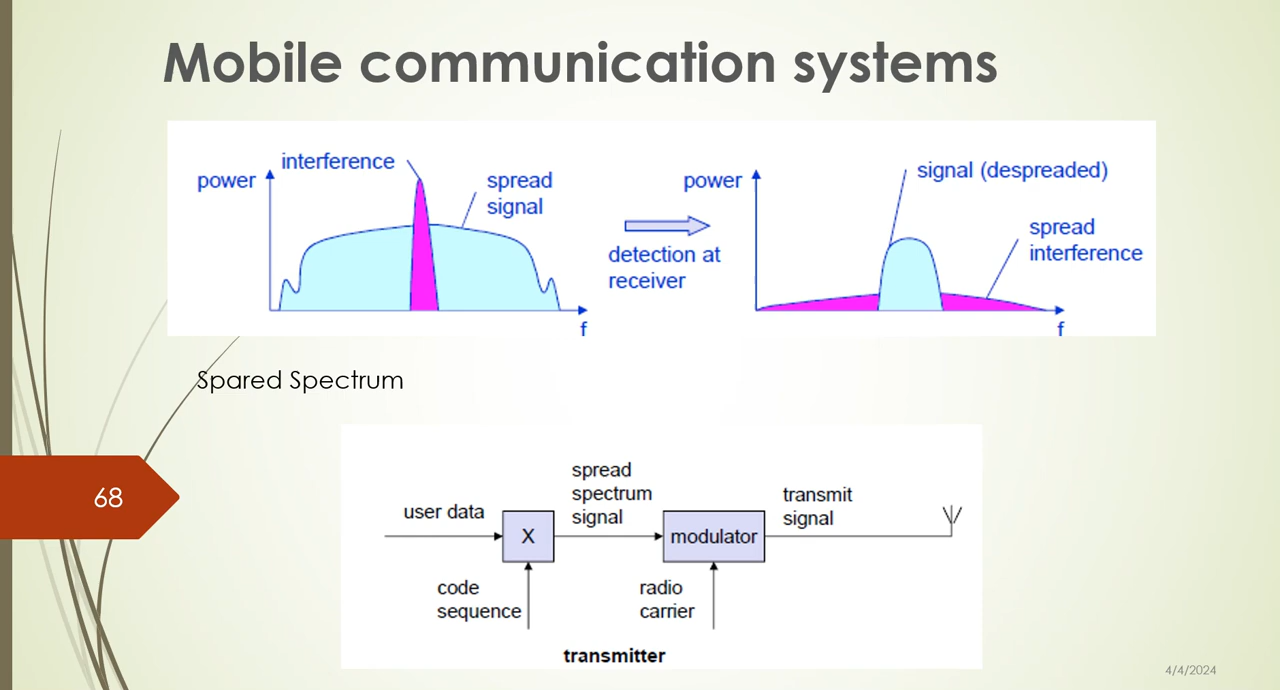 Mobile communication systems
interference
power
spread
signal
f
detection at
receiver
power
signal (despreaded)
spread
interference
f
Spared Spectrum
68
user data
X
code
sequence
spread
spectrum
signal
modulator
radio
carrier
transmit
signal
transmitter
4/4/2024